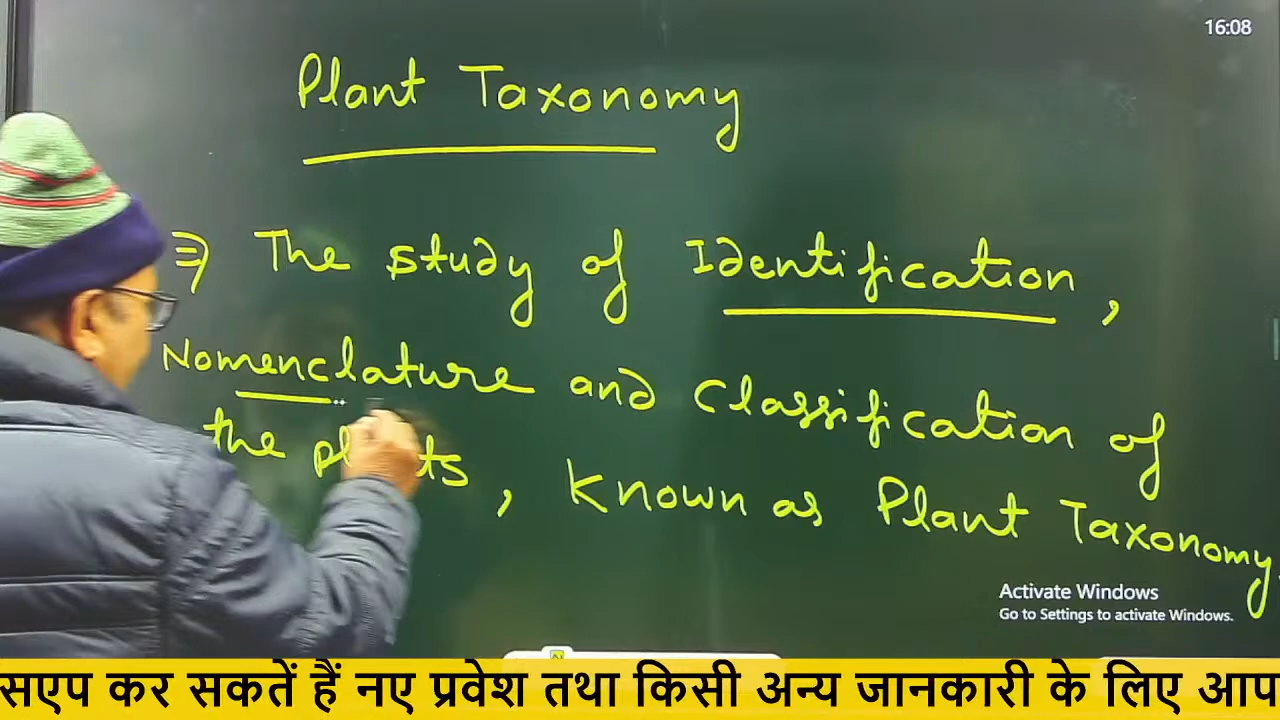 16:08
Plant Taxonomy
⇒ The study of Identification,
Nomenclature and Classification of
the plants, Known as Plant Taxonomy.
Activate Windows
Go to Settings to activate Windows.
सएप कर सकतें हैं नए प्रवेश तथा किसी अन्य जानकारी के लिए आप